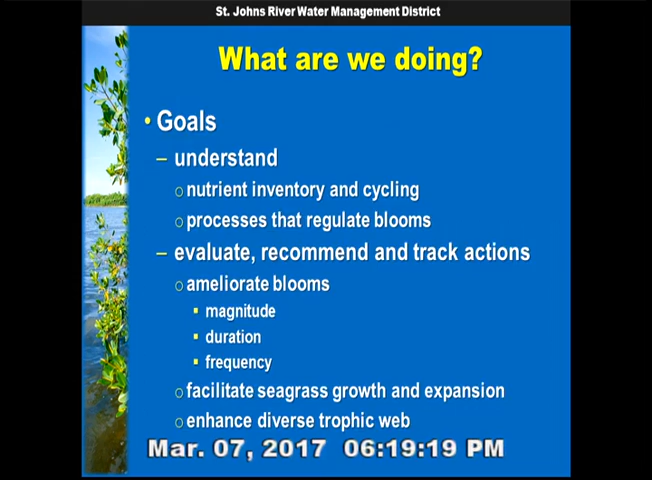 St. Johns River Water Management District
What are we doing?
• Goals
– understand
o nutrient inventory and cycling
o processes that regulate blooms
– evaluate, recommend and track actions
o ameliorate blooms
▪ magnitude
▪ duration
▪ frequency
o facilitate seagrass growth and expansion
o enhance diverse trophic web
Mar. 07, 2017 06:19:19 PM